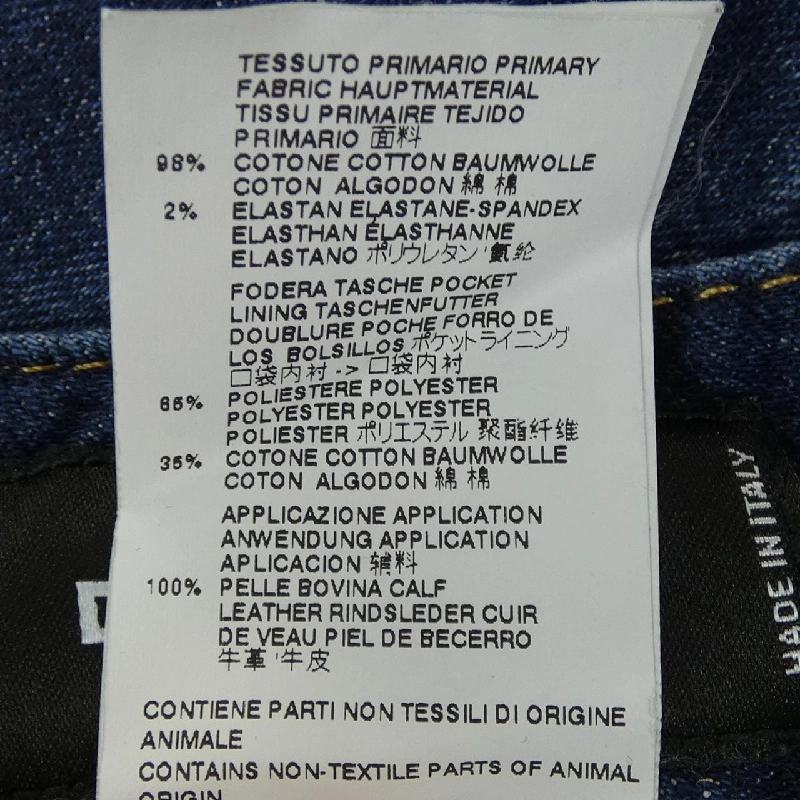 TESSUTO PRIMARIO PRIMARY
FABRIC HAUPTMATERIAL
TISSU PRIMAIRE TEJIDO
PRIMARIO 面料
98% COTONE COTTON BAUMWOLLE
COTON ALGODON 綿 棉
2% ELASTAN ELASTANE-SPANDEX
ELASTHAN ÉLASTHANNE
ELASTANO ポリウレタン 氨纶
FODERA TASCHE POCKET
LINING TASCHENFUTTER
DOUBLURE POCHE FORRO DE
LOS BOLSILLOS ポケットライニング
口袋内衬 -> 口袋内衬
65% POLIESTERE POLYESTER
POLYESTER POLYESTER
POLIESTER ポリエステル 聚酯纤维
35% COTONE COTTON BAUMWOLLE
COTON ALGODON 綿 棉
APPLICAZIONE APPLICATION
ANWENDUNG APPLICATION
APLICACION 辅料
100% PELLE BOVINA CALF
LEATHER RINDSLEDER CUIR
DE VEAU PIEL DE BECERRO
牛革 牛皮
CONTIENE PARTI NON TESSILI DI ORIGINE
ANIMALE
CONTAINS NON-TEXTILE PARTS OF ANIMAL
ORIGIN
MADE IN ITALY